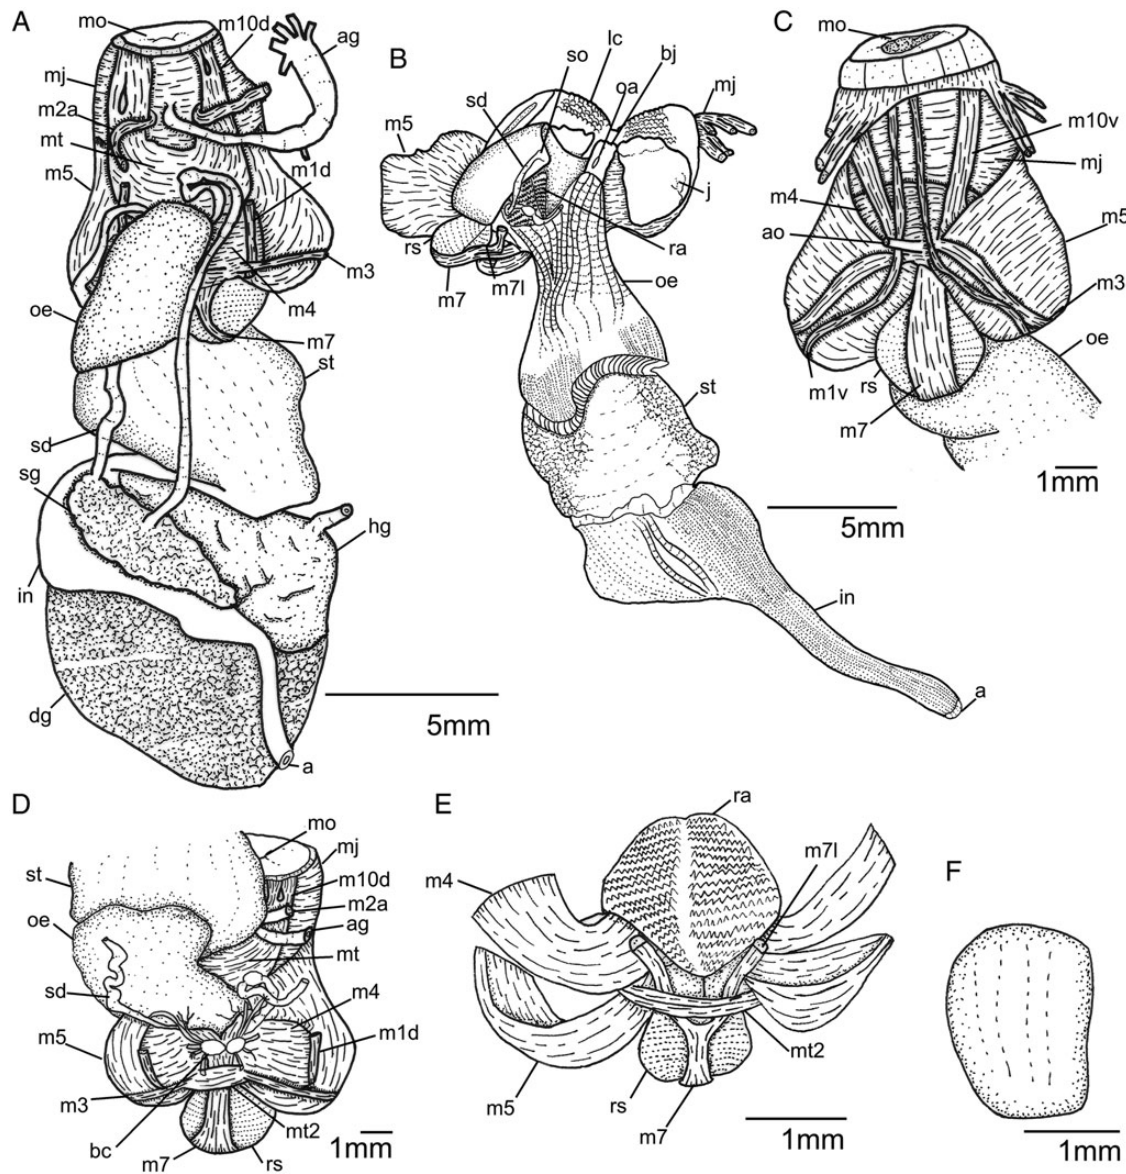 A
mo
m10d
ag
mj
m2a
mt
m5
m1d
m3
m4
oe
m7
st
sd
sg
hg
in
dg
5mm
a
B
so
lc
bj
oa
mj
sd
m5
j
rs
ra
m7
m7l
oe
st
5mm
in
a
C
mo
m10v
mj
m4
m5
ao
m3
oe
rs
m1v
m7
1mm
D
mo
mj
st
m10d
m2a
oe
ag
mt
sd
m4
m5
m1d
m3
bc
mt2
m7
rs
1mm
E
ra
m7l
m4
mt2
m5
rs
m7
1mm
F
1mm